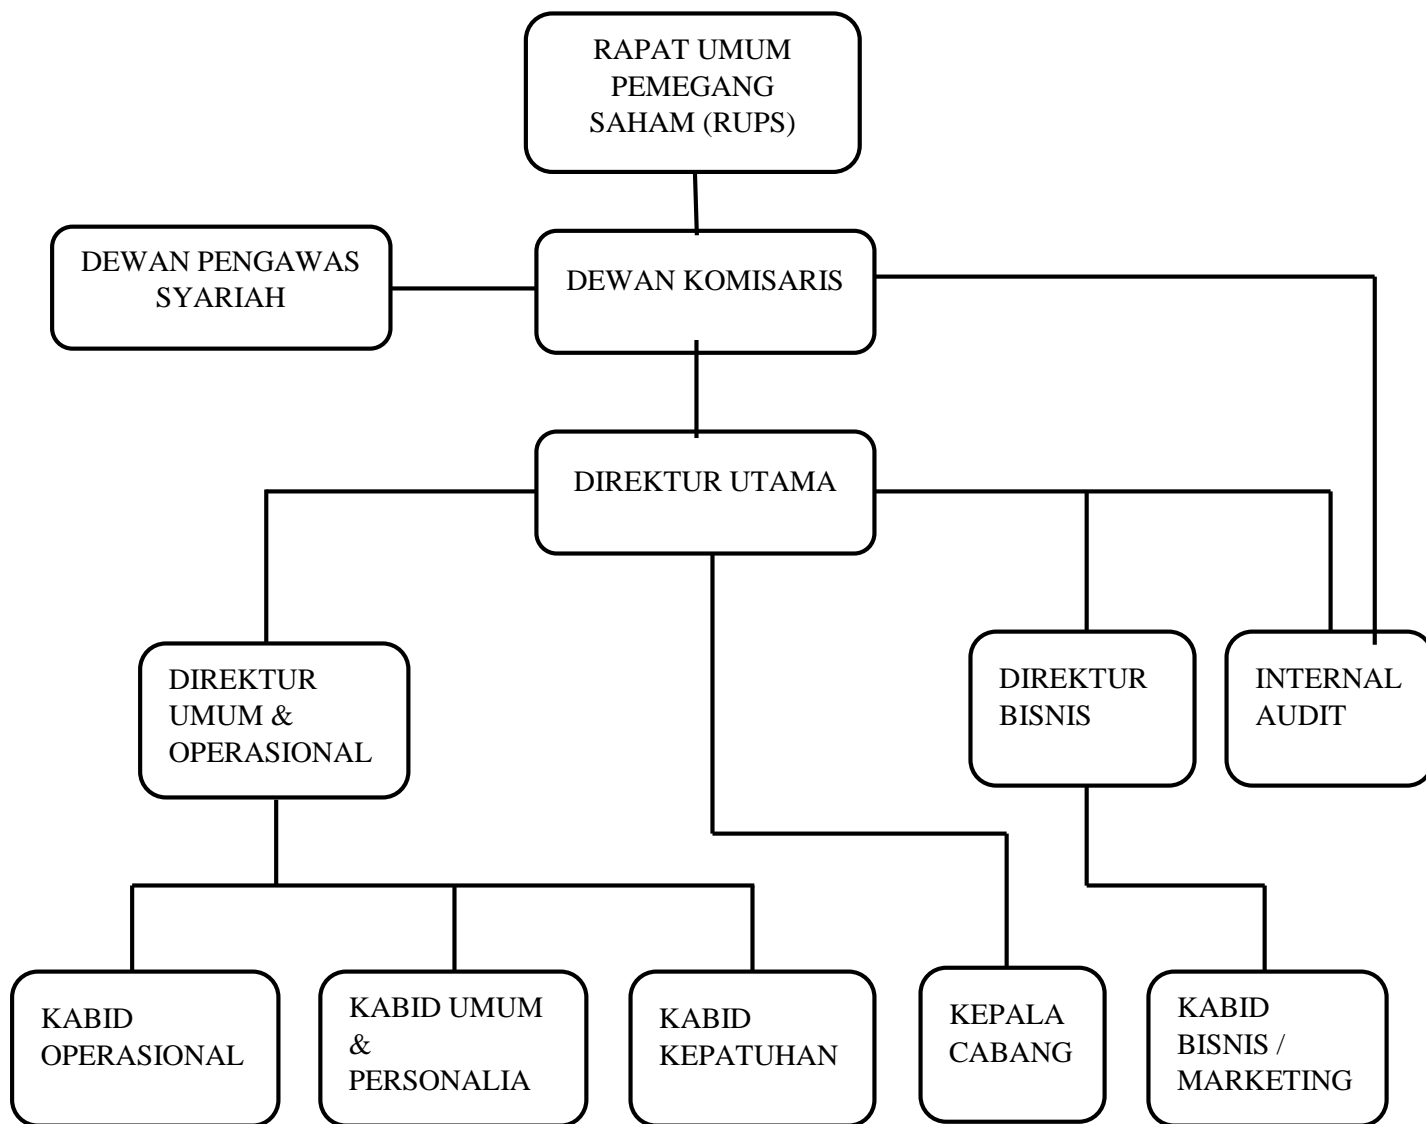 RAPAT UMUM
PEMEGANG
SAHAM (RUPS)
DEWAN PENGAWAS
SYARIAH
DEWAN KOMISARIS
DIREKTUR UTAMA
DIREKTUR
UMUM &
OPERASIONAL
DIREKTUR
BISNIS
INTERNAL
AUDIT
KABID
OPERASIONAL
KABID UMUM
&
PERSONALIA
KABID
KEPATUHAN
KEPALA
CABANG
KABID
BISNIS /
MARKETING